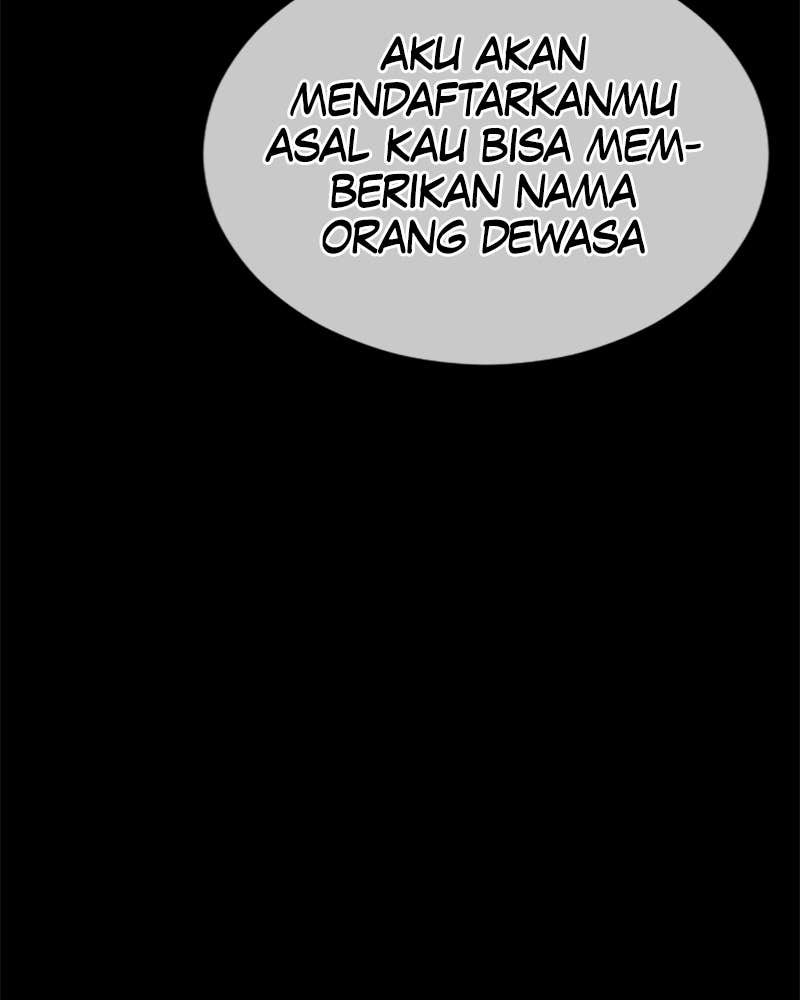 AKU AKAN
MENDAFTARKANMU
ASAL KAU BISA MEM-
BERIKAN NAMA
ORANG DEWASA